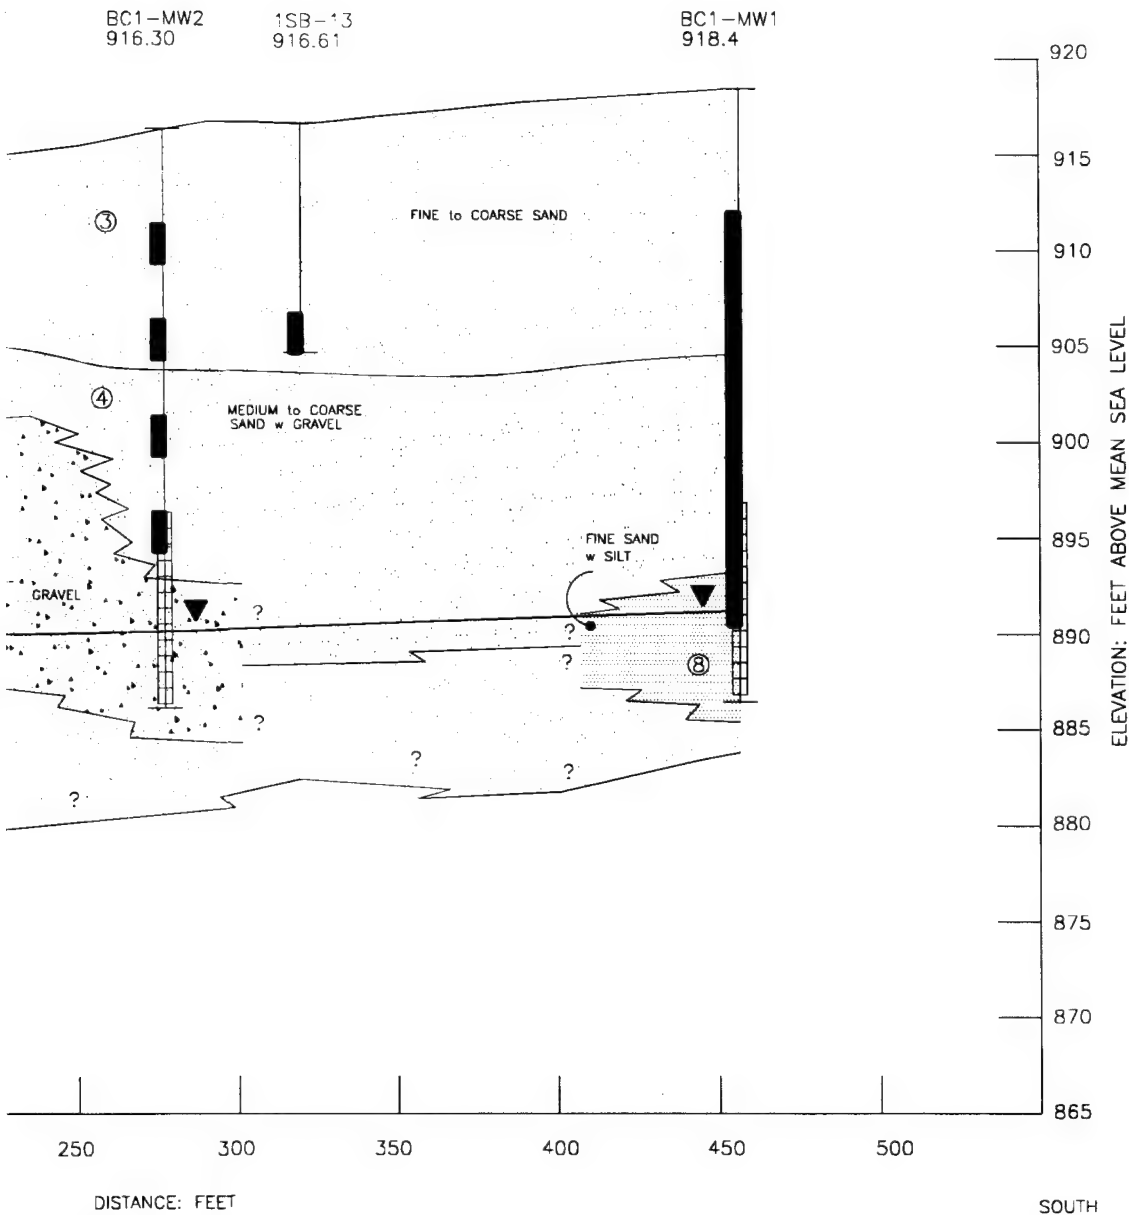 BC1-MW2
916.30
1SB-13
916.61
BC1-MW1
918.4
920
915
910
905
900
895
890
885
880
875
870
865
ELEVATION: FEET ABOVE MEAN SEA LEVEL
③
FINE to COARSE SAND
④
MEDIUM to COARSE
SAND w GRAVEL
FINE SAND
w SILT
GRAVEL
?
?
?
⑧
?
?
?
?
250
300
350
400
450
500
DISTANCE: FEET
SOUTH